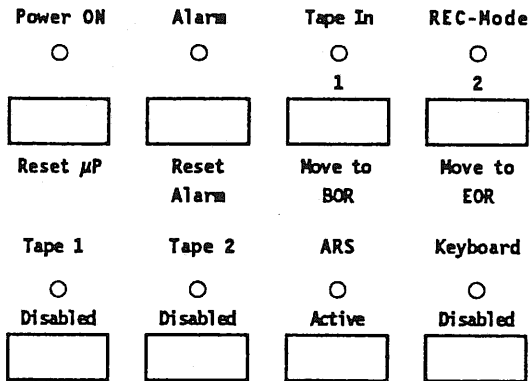 Power ON Alarm Tape In REC-Mode
1 2
Reset µP Reset Move to Move to
Alarm BOR EOR
Tape 1 Tape 2 ARS Keyboard
Disabled Disabled Active Disabled